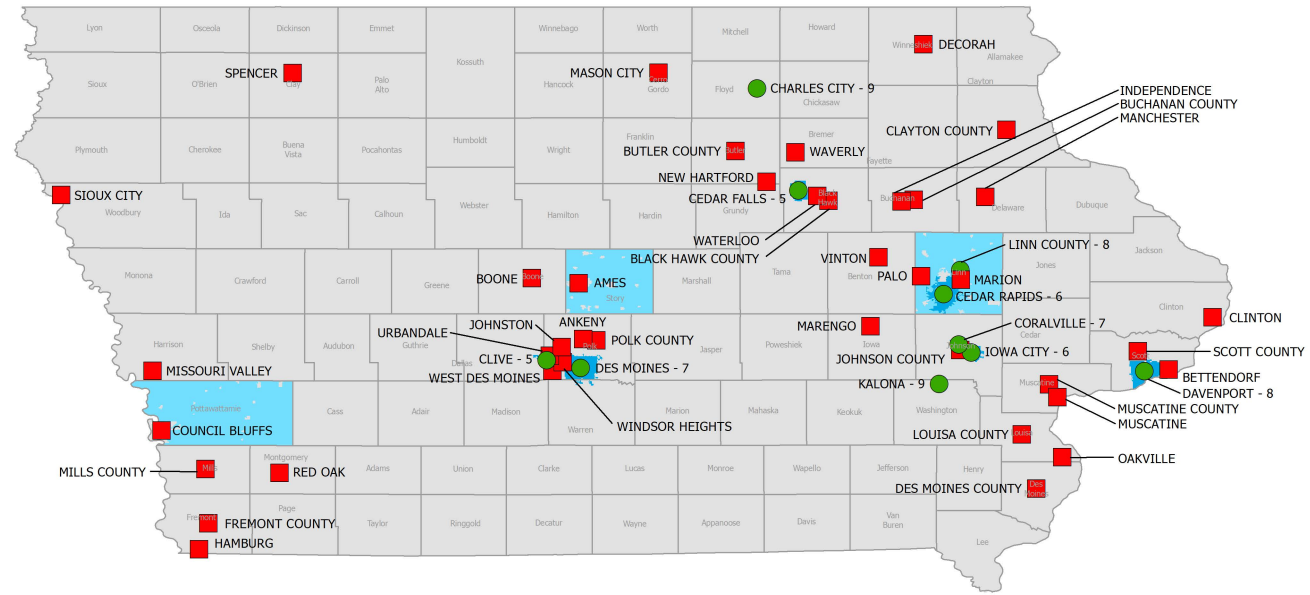 Lyon
Osceola
Dickinson
Emmet
Winnebago
Worth
Mitchell
Howard
Winneshiek
DECORAH
Allamakee
Kossuth
SPENCER
Clay
Sioux
O'Brien
Palo
Alto
Hancock
MASON CITY
Cerro
Gordo
Floyd
CHARLES CITY - 9
Chickasaw
Clayton
INDEPENDENCE
BUCHANAN COUNTY
MANCHESTER
Plymouth
Cherokee
Buena
Vista
Pocahontas
Humboldt
Wright
Franklin
BUTLER COUNTY
Butler
Bremer
WAVERLY
Fayette
CLAYTON COUNTY
SIOUX CITY
Woodbury
Ida
Sac
Calhoun
Webster
Hamilton
Hardin
Grundy
NEW HARTFORD
CEDAR FALLS - 5
Black
Hawk
Buchanan
Delaware
Dubuque
WATERLOO
BLACK HAWK COUNTY
Monona
Crawford
Carroll
Greene
BOONE
Boone
AMES
Story
Marshall
Tama
VINTON
Benton
PALO
Linn
LINN COUNTY - 8
MARION
CEDAR RAPIDS - 6
Jones
Jackson
Clinton
CLINTON
Harrison
Shelby
Audubon
Guthrie
Dallas
URBANDALE
JOHNSTON
ANKENY
Polk
POLK COUNTY
CLIVE - 5
WEST DES MOINES
DES MOINES - 7
WINDSOR HEIGHTS
Jasper
Poweshiek
MARENGO
Iowa
JOHNSON COUNTY
Johnson
CORALVILLE - 7
Cedar
IOWA CITY - 6
Scott
SCOTT COUNTY
BETTENDORF
DAVENPORT - 8
MISSOURI VALLEY
Pottawattamie
COUNCIL BLUFFS
Cass
Adair
Madison
Warren
Marion
Mahaska
Keokuk
KALONA - 9
Washington
Muscatine
MUSCATINE COUNTY
MUSCATINE
LOUISA COUNTY
Louisa
OAKVILLE
MILLS COUNTY
Mills
Montgomery
RED OAK
Adams
Union
Clarke
Lucas
Monroe
Wapello
Jefferson
Henry
DES MOINES COUNTY
Des
Moines
Fremont
FREMONT COUNTY
HAMBURG
Page
Taylor
Ringgold
Decatur
Wayne
Appanoose
Davis
Van
Buren
Lee